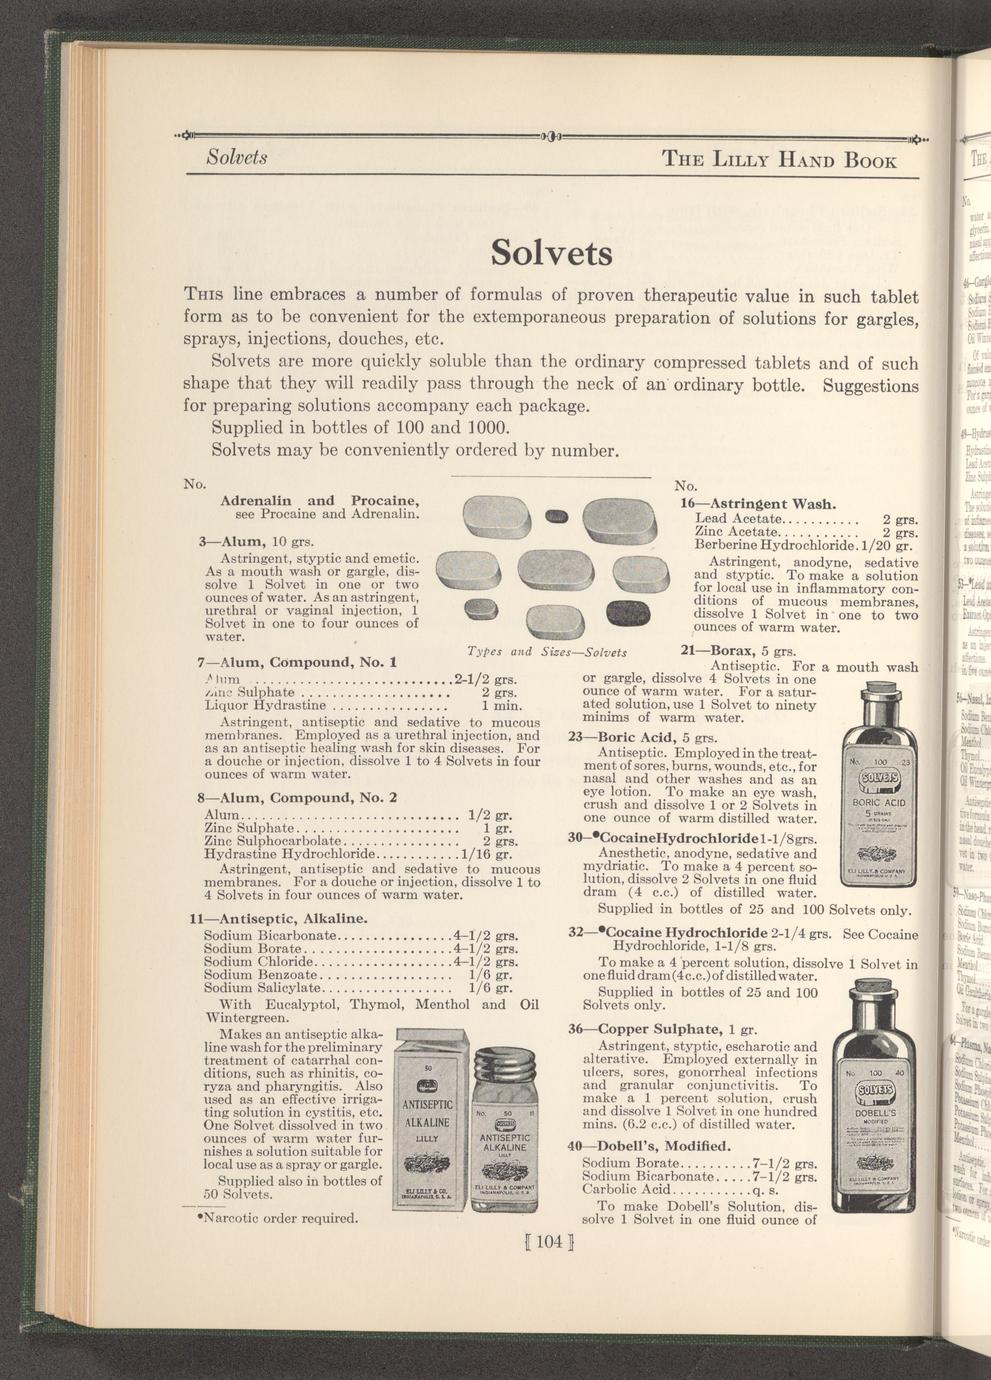 Solvets
THE LILLY HAND BOOK
Solvets
THIS line embraces a number of formulas of proven therapeutic value in such tablet
form as to be convenient for the extemporaneous preparation of solutions for gargles,
sprays, injections, douches, etc.
Solvets are more quickly soluble than the ordinary compressed tablets and of such
shape that they will readily pass through the neck of an ordinary bottle. Suggestions
for preparing solutions accompany each package.
Supplied in bottles of 100 and 1000.
Solvets may be conveniently ordered by number.
No.
Adrenalin and Procaine,
see Procaine and Adrenalin.
3—Alum, 10 grs.
Astringent, styptic and emetic.
As a mouth wash or gargle, dis-
solve 1 Solvet in one or two
ounces of water. As an astringent,
urethral or vaginal injection, 1
Solvet in one to four ounces of
water.
Types and Sizes—Solvets
7—Alum, Compound, No. 1
Alum ............................2-1/2 grs.
Zinc Sulphate .................... 2 grs.
Liquor Hydrastine ................ 1 min.
Astringent, antiseptic and sedative to mucous
membranes. Employed as a urethral injection, and
as an antiseptic healing wash for skin diseases. For
a douche or injection, dissolve 1 to 4 Solvets in four
ounces of warm water.
8—Alum, Compound, No. 2
Alum............................ 1/2 gr.
Zinc Sulphate.................... 1 gr.
Zinc Sulphocarbolate................ 2 grs.
Hydrastine Hydrochloride...........1/16 gr.
Astringent, antiseptic and sedative to mucous
membranes. For a douche or injection, dissolve 1 to
4 Solvets in four ounces of warm water.
11—Antiseptic, Alkaline.
Sodium Bicarbonate................4-1/2 grs.
Sodium Borate.....................4-1/2 grs.
Sodium Chloride...................4-1/2 grs.
Sodium Benzoate.................. 1/6 gr.
Sodium Salicylate.................. 1/6 gr.
With Eucalyptol, Thymol, Menthol and Oil
Wintergreen.
Makes an antiseptic alka-
line wash for the preliminary
treatment of catarrhal con-
ditions, such as rhinitis, co-
ryza and pharyngitis. Also
used as an effective irriga-
ting solution in cystitis, etc.
One Solvet dissolved in two
ounces of warm water fur-
nishes a solution suitable for
local use as a spray or gargle.
Supplied also in bottles of
50 Solvets.
50
ANTISEPTIC
ALKALINE
LILLY
ELI LILLY & CO.
INDIANAPOLIS, U. S. A.
No. 50 11
SOLVETS
ANTISEPTIC
ALKALINE
LILLY
ELI LILLY & COMPANY
INDIANAPOLIS, U. S. A.
*Narcotic order required.
No.
16—Astringent Wash.
Lead Acetate........... 2 grs.
Zinc Acetate........... 2 grs.
Berberine Hydrochloride.1/20 gr.
Astringent, anodyne, sedative
and styptic. To make a solution
for local use in inflammatory con-
ditions of mucous membranes,
dissolve 1 Solvet in one to two
ounces of warm water.
21—Borax, 5 grs.
Antiseptic. For a mouth wash
or gargle, dissolve 4 Solvets in one
ounce of warm water. For a satur-
ated solution, use 1 Solvet to ninety
minims of warm water.
23—Boric Acid, 5 grs.
Antiseptic. Employed in the treat-
ment of sores, burns, wounds, etc., for
nasal and other washes and as an
eye lotion. To make an eye wash,
crush and dissolve 1 or 2 Solvets in
one ounce of warm distilled water.
No. 100 23
SOLVETS
BORIC ACID
5 GRAINS
ELI LILLY & COMPANY
INDIANAPOLIS, U. S. A.
30—*Cocaine Hydrochloride 1-1/8 grs.
Anesthetic, anodyne, sedative and
mydriatic. To make a 4 percent so-
lution, dissolve 2 Solvets in one fluid
dram (4 c.c.) of distilled water.
Supplied in bottles of 25 and 100 Solvets only.
32—*Cocaine Hydrochloride 2-1/4 grs. See Cocaine
Hydrochloride, 1-1/8 grs.
To make a 4 percent solution, dissolve 1 Solvet in
one fluid dram (4 c.c.) of distilled water.
Supplied in bottles of 25 and 100
Solvets only.
36—Copper Sulphate, 1 gr.
Astringent, styptic, escharotic and
alterative. Employed externally in
ulcers, sores, gonorrheal infections
and granular conjunctivitis. To
make a 1 percent solution, crush
and dissolve 1 Solvet in one hundred
mins. (6.2 c.c.) of distilled water.
40—Dobell's, Modified.
Sodium Borate..........7-1/2 grs.
Sodium Bicarbonate.....7-1/2 grs.
Carbolic Acid...........q. s.
To make Dobell's Solution, dis-
solve 1 Solvet in one fluid ounce of
No. 100 40
SOLVETS
DOBELL'S
MODIFIED
ELI LILLY & COMPANY
INDIANAPOLIS, U. S. A.
[ 104 ]